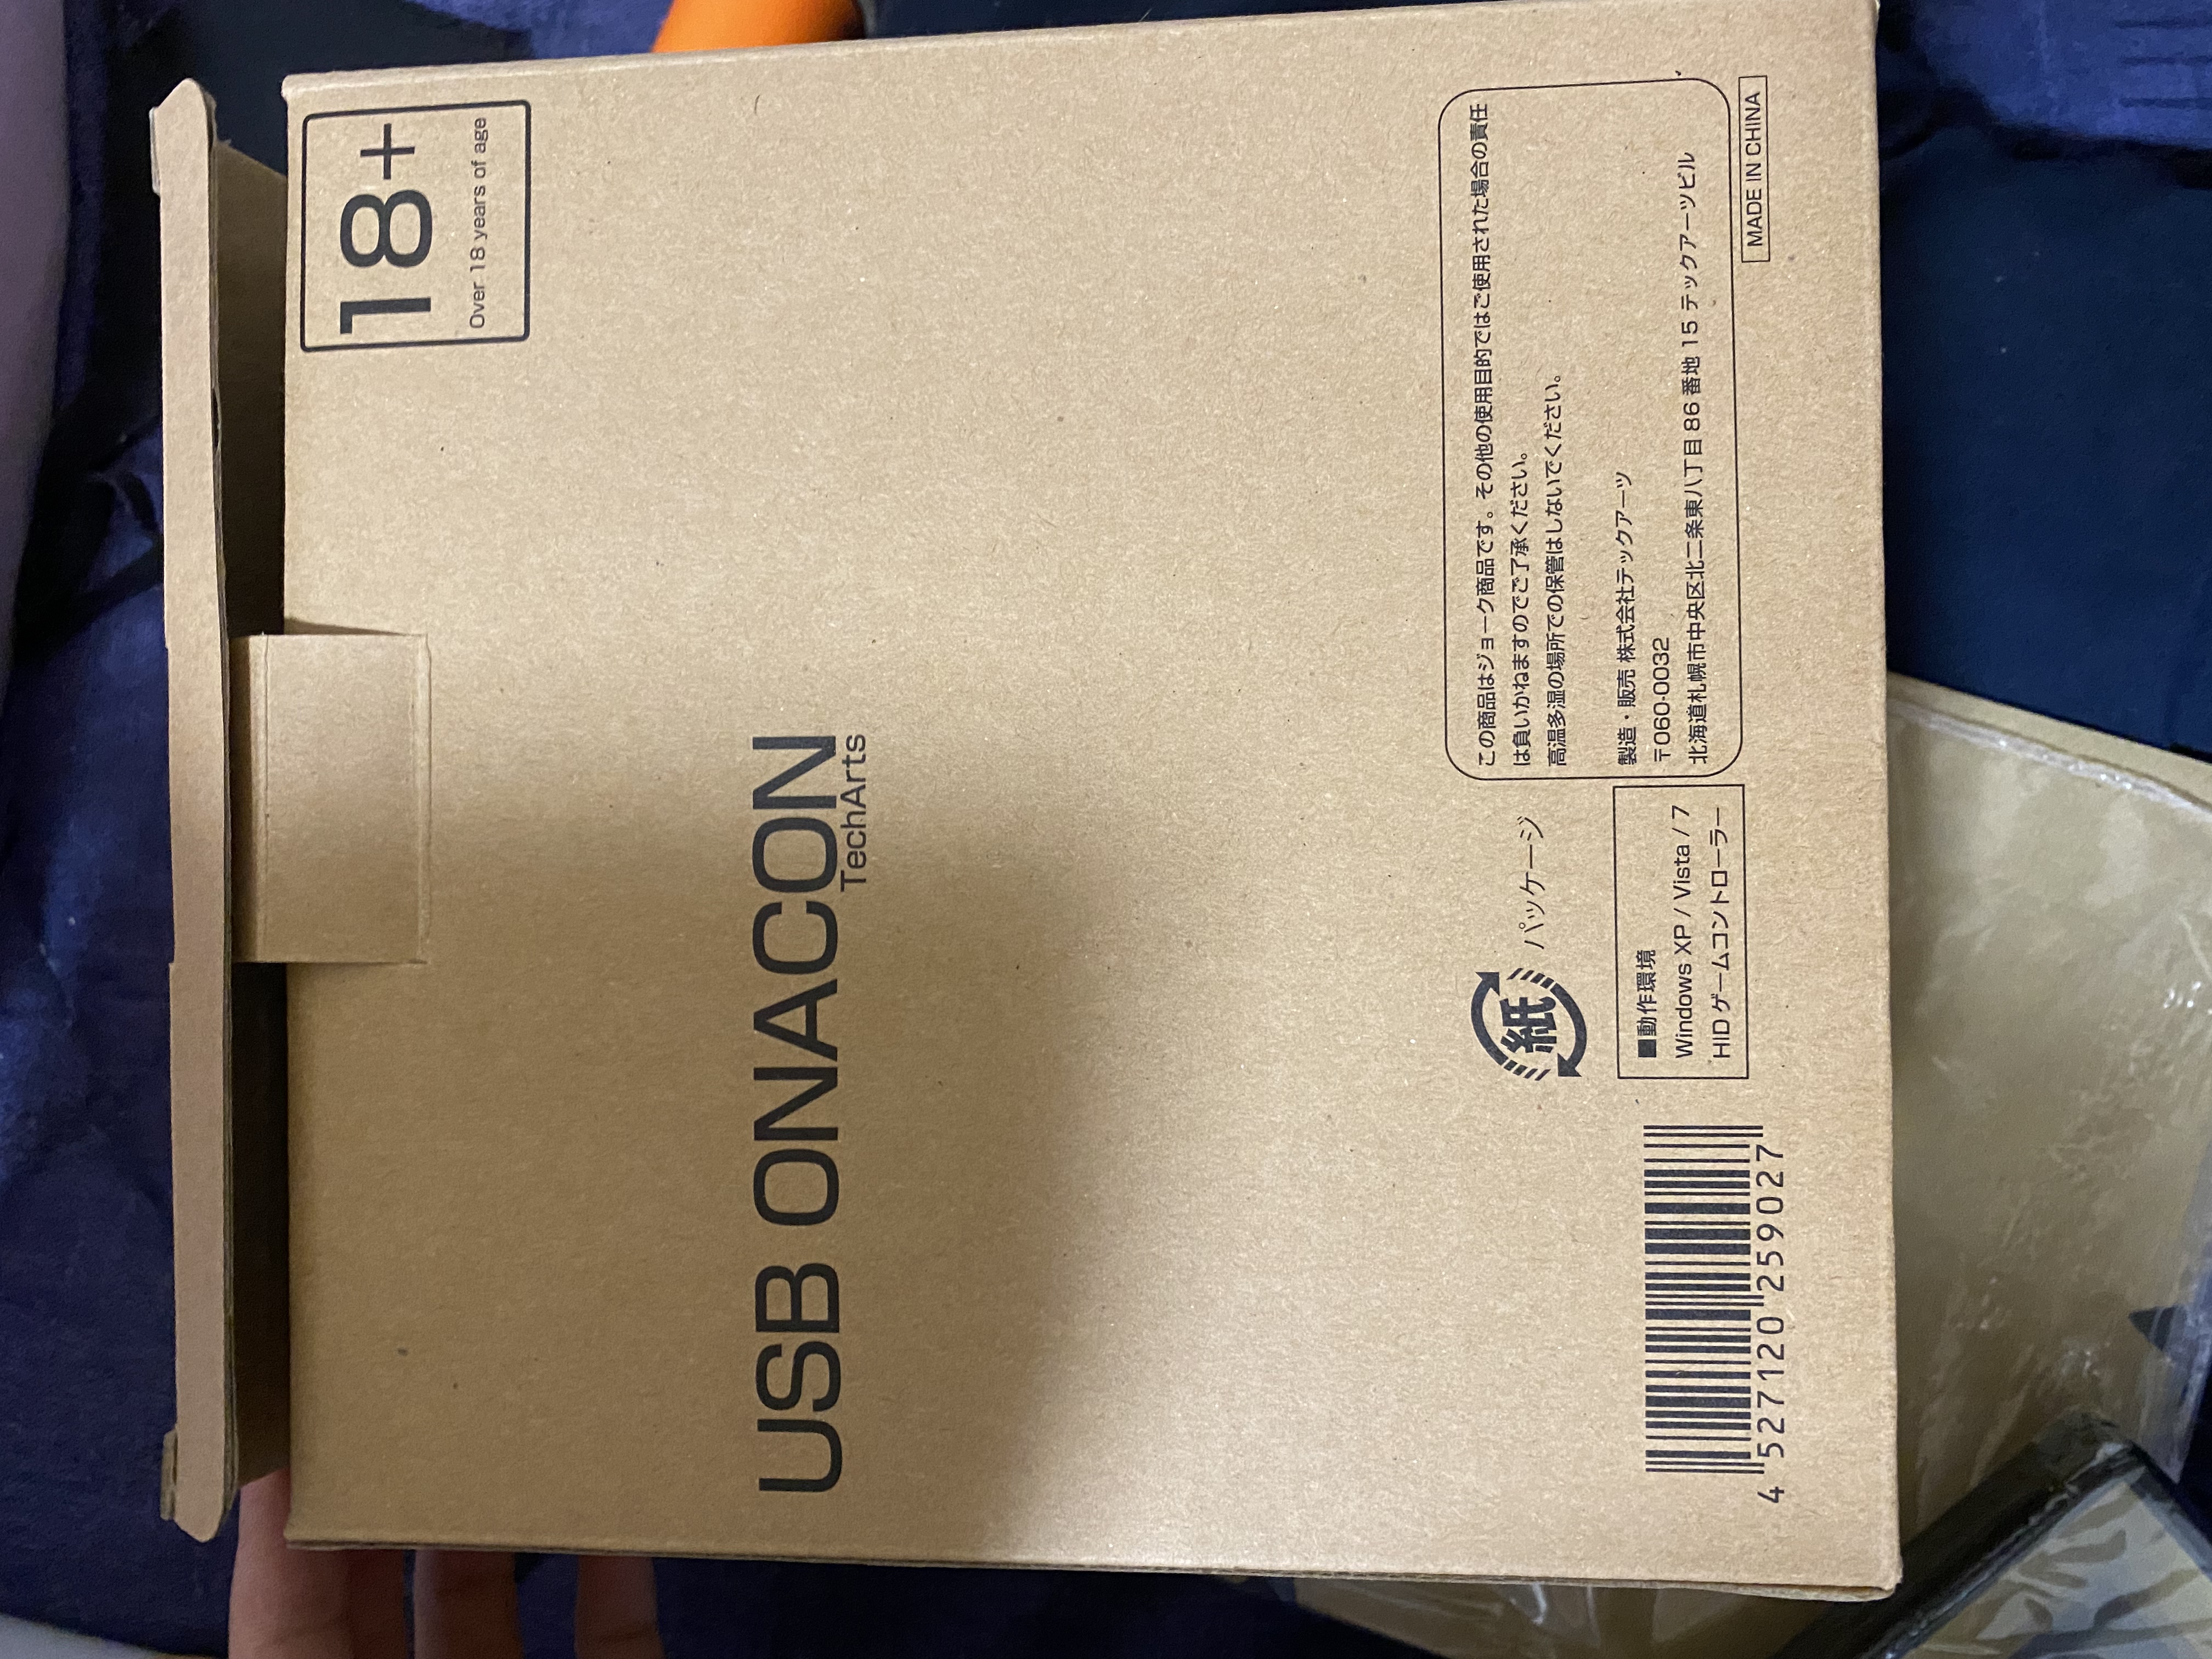 18+
Over 18 years of age
USB ONACON
TechArts
この商品はジョーク商品です。その他の使用目的ではご使用された場合の責任
は負いかねますのでご了承ください。
高温多湿の場所での保管はしないでください。
製造・販売 株式会社テックアーツ
〒060-0032
北海道札幌市中央区北二条東八丁目 86 番地 15 テックアーツビル
MADE IN CHINA
紙 パッケージ
■動作環境
Windows XP / Vista / 7
HID ゲームコントローラー
4 527120 259027